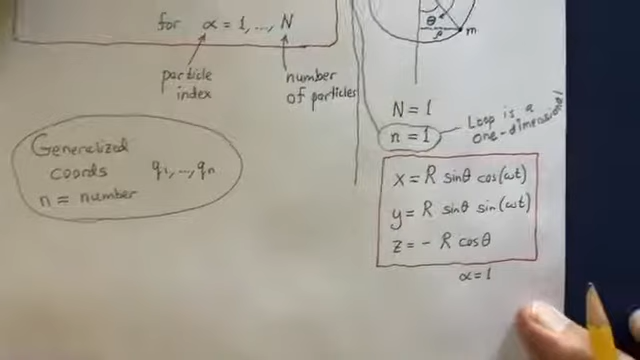 for α = 1, ..., N
particle
index
number
of particles
Generalized
coords q₁, ..., qₙ
n = number
θ
ρ
m
N = 1
n = 1
Loop is a
one-dimensional
x = R sinθ cos(ωt)
y = R sinθ sin(ωt)
z = - R cosθ
α = 1